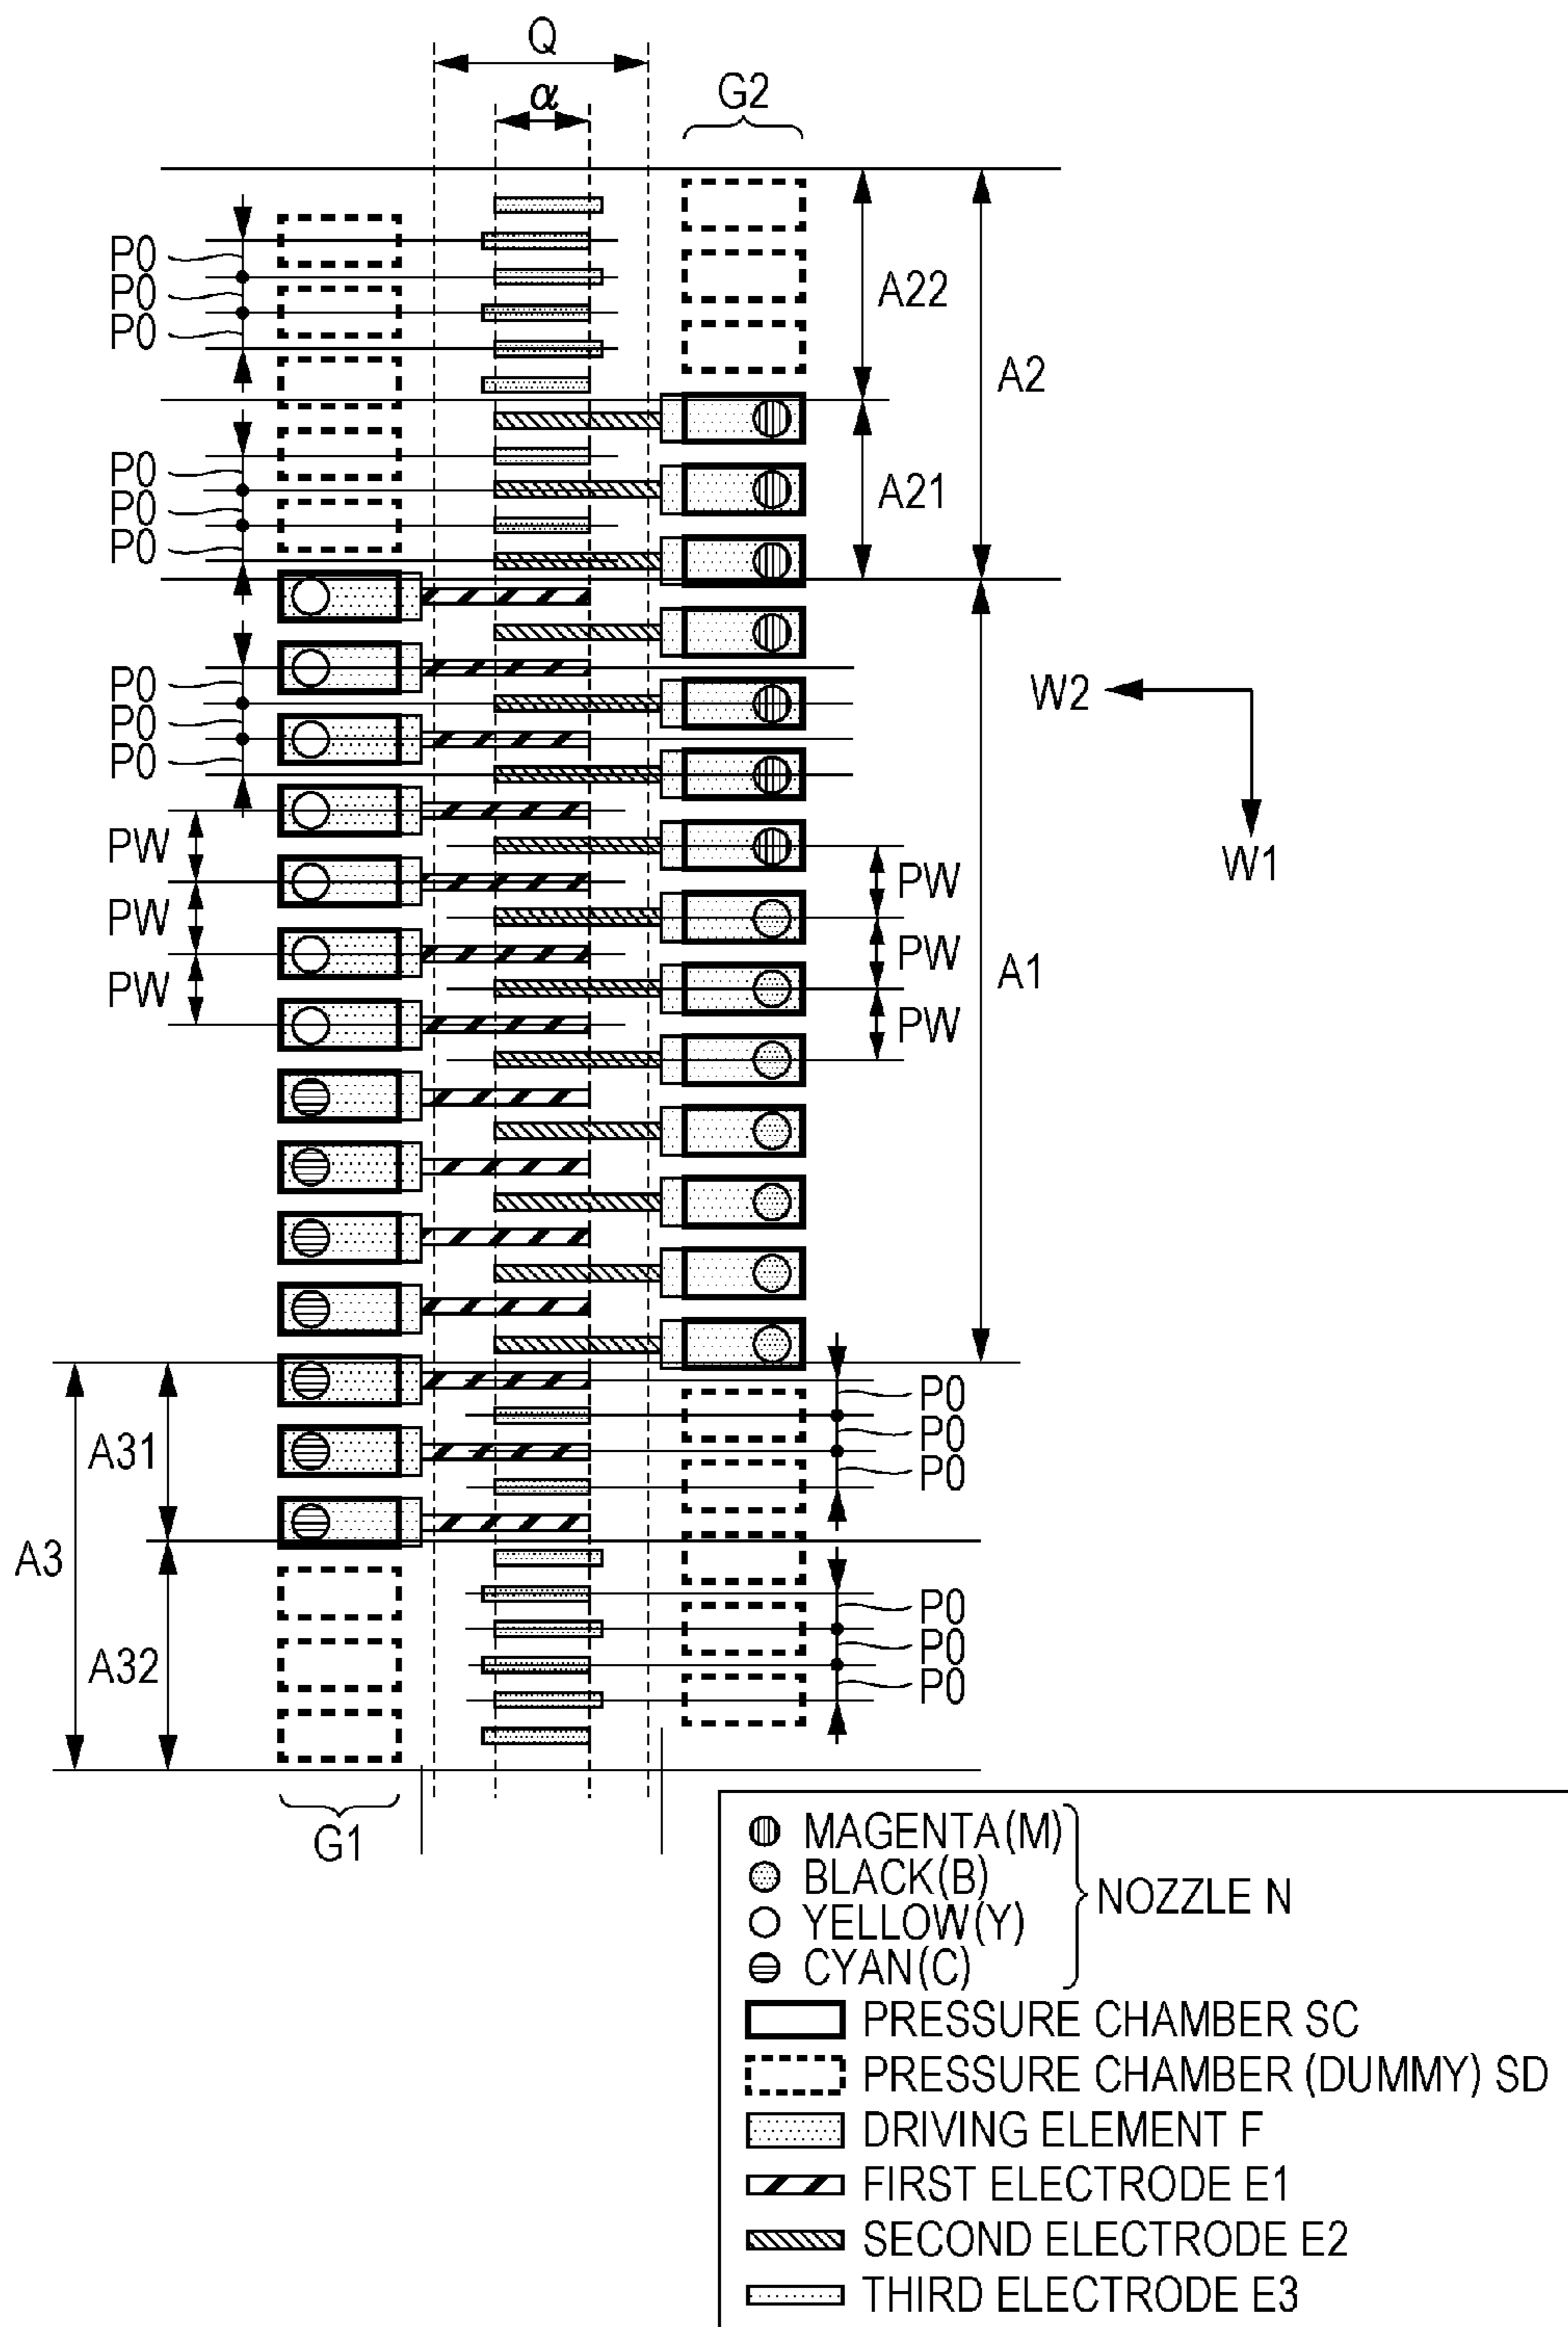 Q
α
G2
P0
P0
P0
A22
A2
P0
P0
P0
A21
P0
P0
P0
W2
W1
PW
PW
PW
PW
PW
PW
A1
P0
P0
P0
A31
A3
A32
P0
P0
P0
G1
MAGENTA(M)
BLACK(B)
YELLOW(Y)
CYAN(C)
NOZZLE N
PRESSURE CHAMBER SC
PRESSURE CHAMBER (DUMMY) SD
DRIVING ELEMENT F
FIRST ELECTRODE E1
SECOND ELECTRODE E2
THIRD ELECTRODE E3